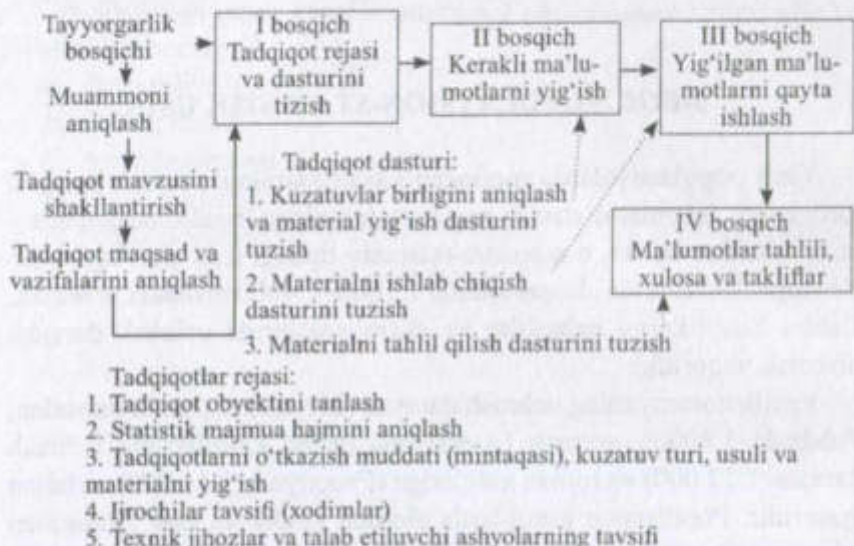 Tayyorgarlik
bosqichi
Muammoni
aniqlash
Tadqiqot mavzusini
shakllantirish
Tadqiqot maqsad va
vazifalarini aniqlash
I bosqich
Tadqiqot rejasi
va dasturini
tizish
II bosqich
Kerakli ma'lu-
motlarni yig'ish
III bosqich
Yig'ilgan ma'lu-
motlarni qayta
ishlash
IV bosqich
Ma'lumotlar tahlili,
xulosa va takliflar
Tadqiqot dasturi:
1. Kuzatuvlar birligini aniqlash
va material yig'ish dasturini
tuzish
2. Materialni ishlab chiqish
dasturini tuzish
3. Materialni tahlil qilish dasturini tuzish
Tadqiqotlar rejasi:
1. Tadqiqot obyektini tanlash
2. Statistik majmua hajmini aniqlash
3. Tadqiqotlarni o'tkazish muddati (mintaqasi), kuzatuv turi, usuli va
materialni yig'ish
4. Ijrochilar tavsifi (xodimlar)
5. Texnik jihozlar va talab etiluvchi ashyolarning tavsifi